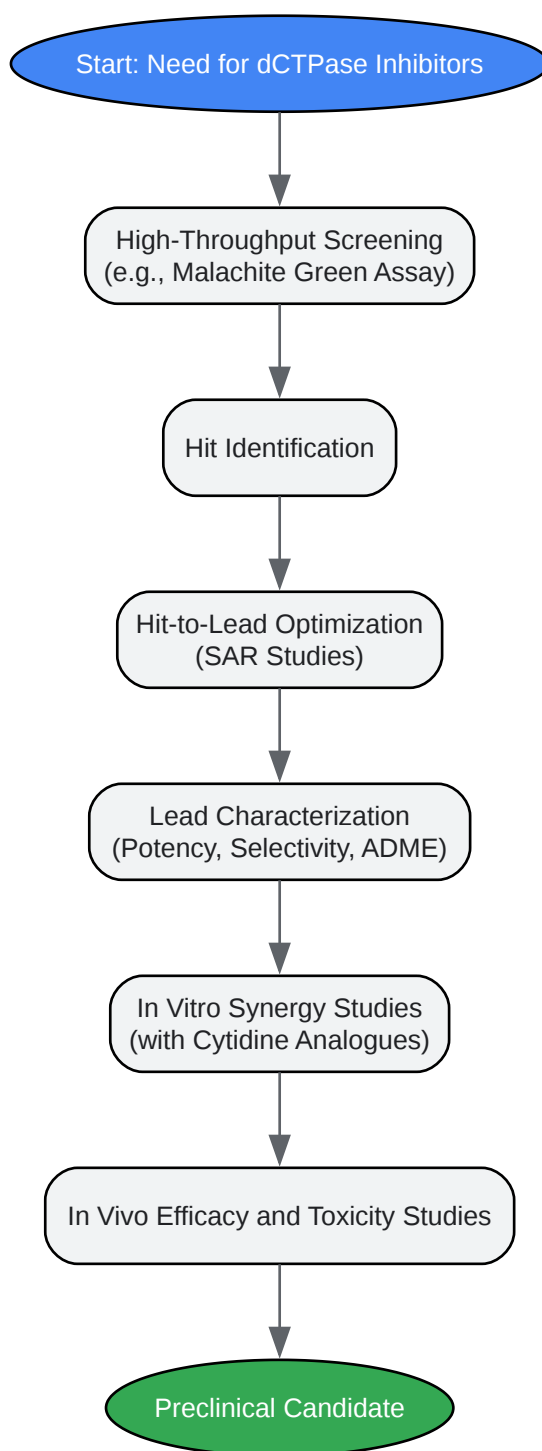 Start: Need for dCTPase Inhibitors
High-Throughput Screening
(e.g., Malachite Green Assay)
Hit Identification
Hit-to-Lead Optimization
(SAR Studies)
Lead Characterization
(Potency, Selectivity, ADME)
In Vitro Synergy Studies
(with Cytidine Analogues)
In Vivo Efficacy and Toxicity Studies
Preclinical Candidate